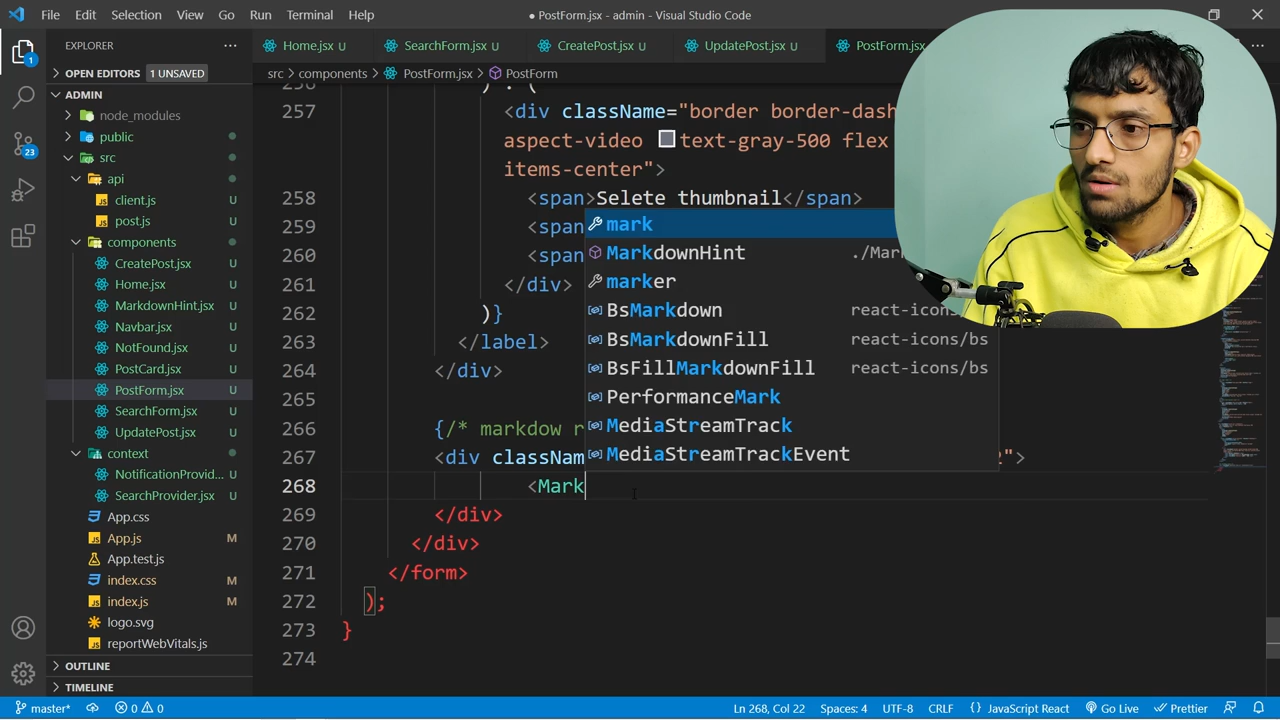 File Edit Selection View Go Run Terminal Help
● PostForm.jsx - admin - Visual Studio Code
EXPLORER
OPEN EDITORS 1 UNSAVED
ADMIN
node_modules
public
src
api
client.js U
post.js U
components
CreatePost.jsx U
Home.jsx U
MarkdownHint.jsx U
Navbar.jsx U
NotFound.jsx U
PostCard.jsx U
PostForm.jsx U
SearchForm.jsx U
UpdatePost.jsx U
context
NotificationProvid... U
SearchProvider.jsx U
App.css
App.js M
App.test.js
index.css M
index.js M
logo.svg
reportWebVitals.js
OUTLINE
TIMELINE
1
23
Home.jsx U SearchForm.jsx U CreatePost.jsx U UpdatePost.jsx U PostForm.jsx
src > components > PostForm.jsx > PostForm
256 ) : (
257 <div className="border border-dash
aspect-video text-gray-500 flex
items-center">
258 <span>Selete thumbnail</span>
259 <span
260 <span
261 </div>
262 )}
263 </label>
264 </div>
265
266 {/* markdow r
267 <div classNam 2">
268 <Mark
269 </div>
270 </div>
271 </form>
272 );
273 }
274
mark
MarkdownHint ./Mar
marker
BsMarkdown react-icons/
BsMarkdownFill react-icons/bs
BsFillMarkdownFill react-icons/bs
PerformanceMark
MediaStreamTrack
MediaStreamTrackEvent
master* 0 0 Ln 268, Col 22 Spaces: 4 UTF-8 CRLF { } JavaScript React Go Live Prettier